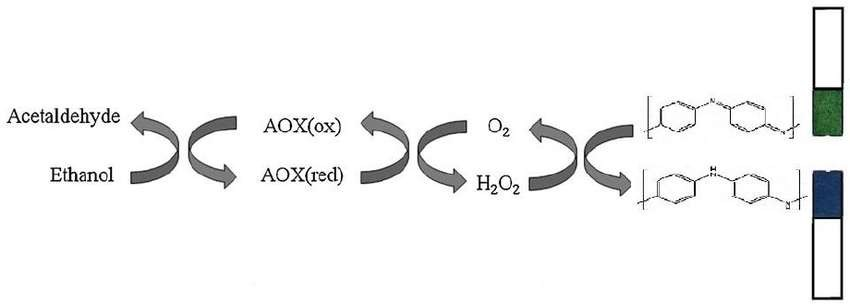 Acetaldehyde
Ethanol
AOX(ox)
AOX(red)
O₂
H₂O₂
N
N
H
N
N
H